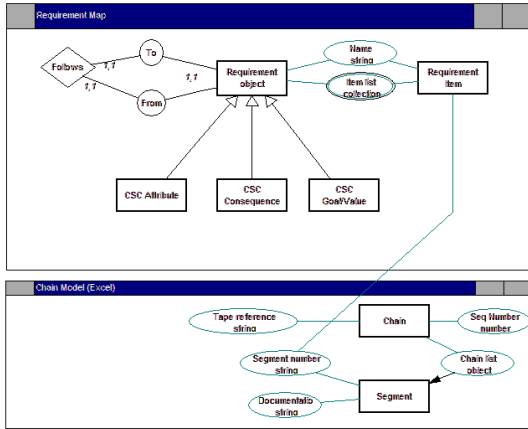 Requirement Map
Name
string
To
1,1
1,1
Follows
Requirement
object
Requirement
Item
1,1
Item list
collection
From
CSC Attribute
CSC
Consequence
CSC
Goal/Value
Chain Model (Excel)
Tape reference
string
Chain
Seq Number
number
Segment number
string
Chain list
object
Documentatio
string
Segment